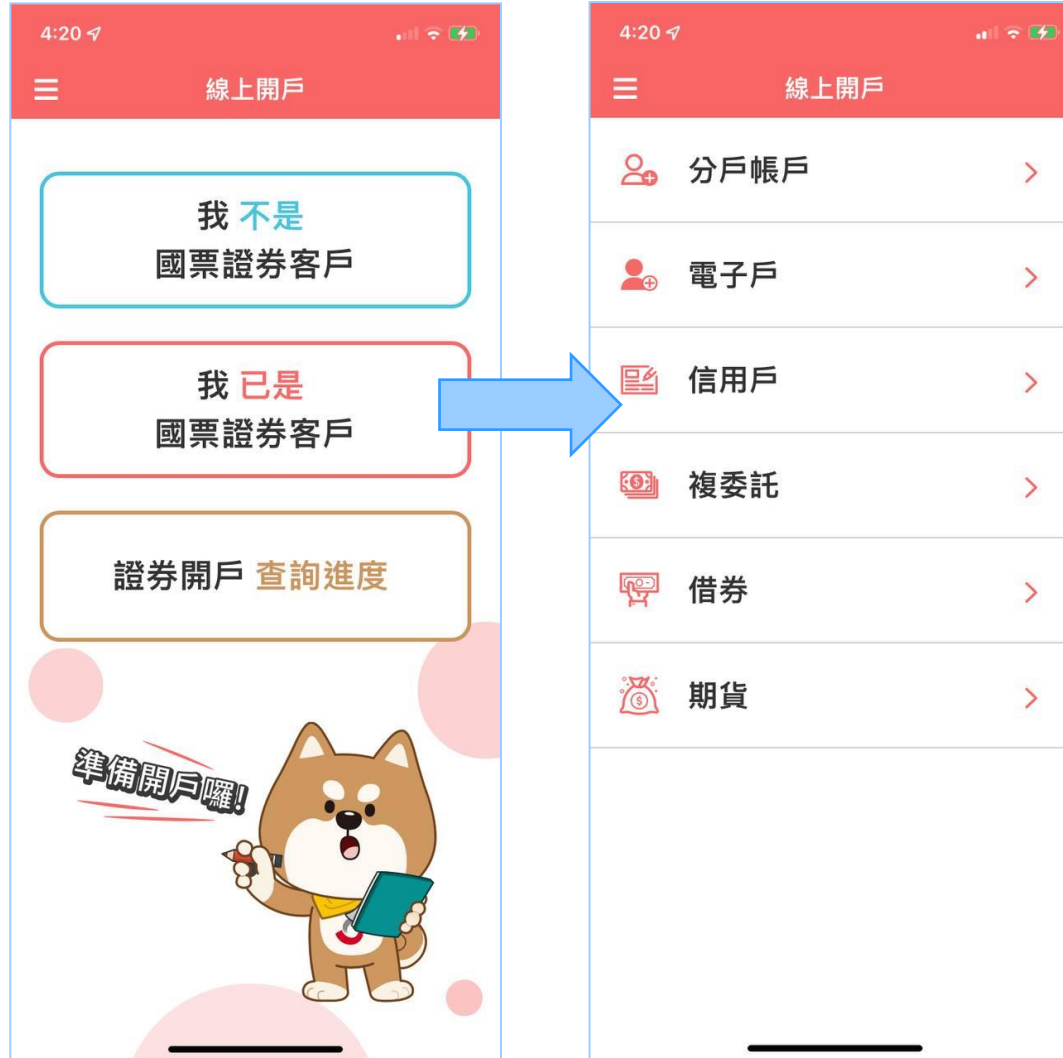 4:20
線上開戶
我 不是
國票證券客戶
我 已是
國票證券客戶
證券開戶 查詢進度
準備開戶囉!
4:20
線上開戶
分戶帳戶
電子戶
信用戶
複委託
借券
期貨